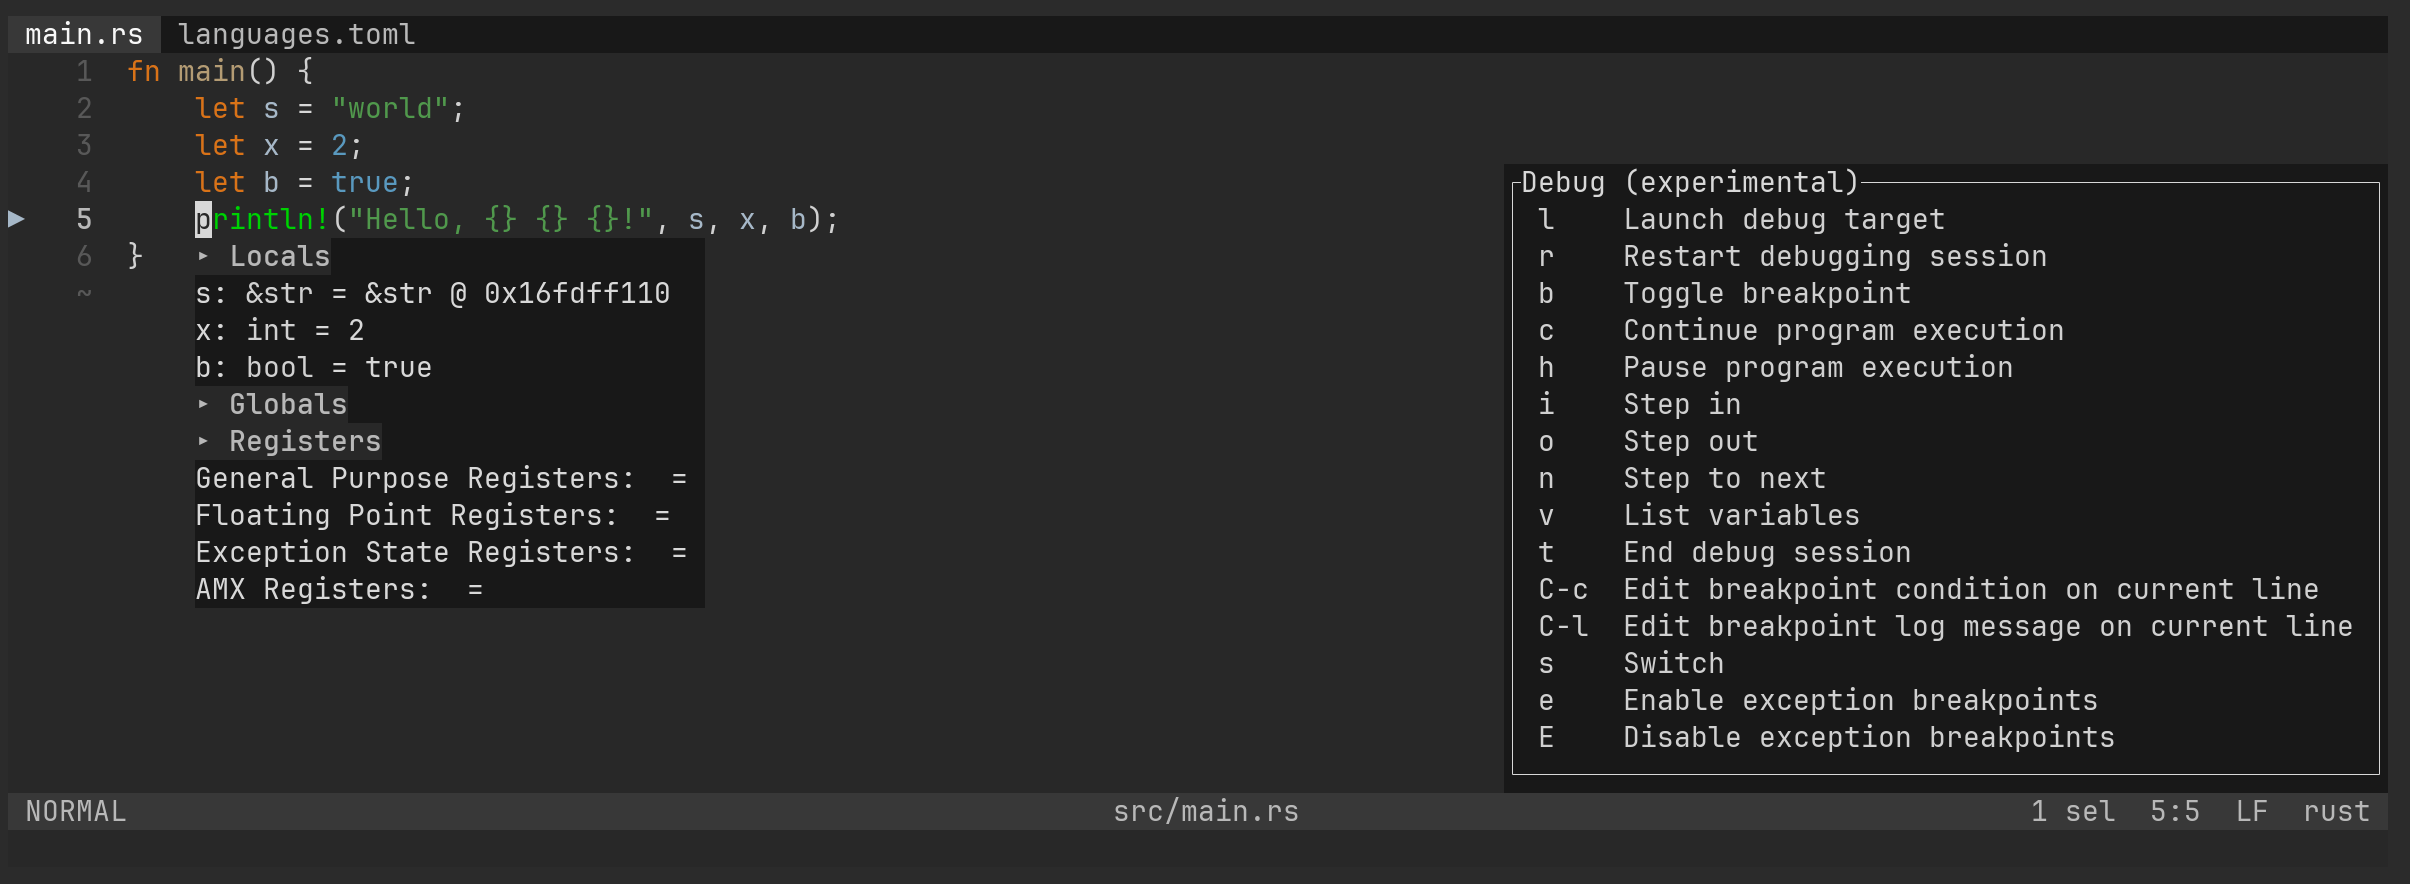 main.rs  languages.toml
1  fn main() {
2      let s = "world";
3      let x = 2;
4      let b = true;
▶ 5      println!("Hello, {} {} {}!", s, x, b);
6  }
~
▸ Locals
s: &str = &str @ 0x16fdff110
x: int = 2
b: bool = true
▸ Globals
▸ Registers
General Purpose Registers:  =
Floating Point Registers:  =
Exception State Registers:  =
AMX Registers:  =
Debug (experimental)
l    Launch debug target
r    Restart debugging session
b    Toggle breakpoint
c    Continue program execution
h    Pause program execution
i    Step in
o    Step out
n    Step to next
v    List variables
t    End debug session
C-c  Edit breakpoint condition on current line
C-l  Edit breakpoint log message on current line
s    Switch
e    Enable exception breakpoints
E    Disable exception breakpoints
NORMAL  src/main.rs  1 sel  5:5  LF  rust